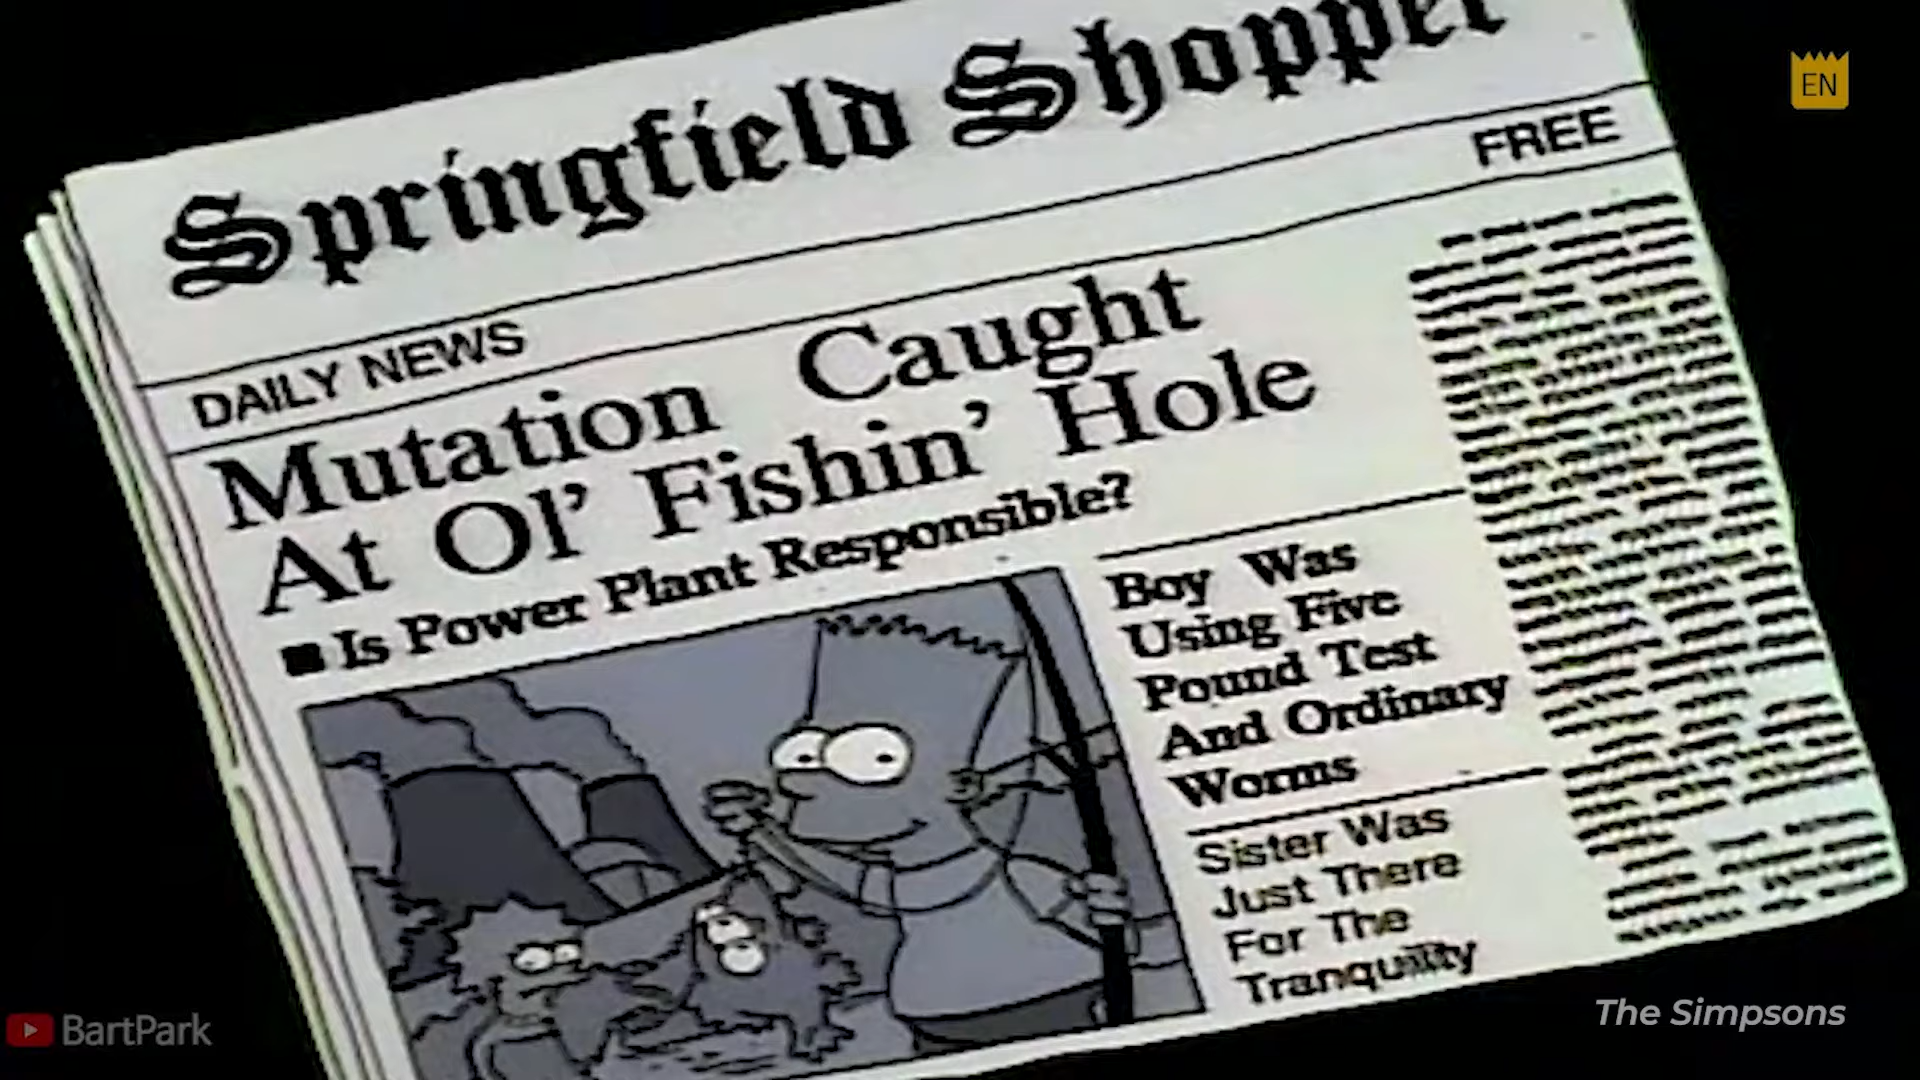 Springfield Shopper
FREE
DAILY NEWS
Mutation Caught
At Ol' Fishin' Hole
■ Is Power Plant Responsible?
Boy Was
Using Five
Pound Test
And Ordinary
Worms
Sister Was
Just There
For The
Tranquility
EN
BartPark
The Simpsons